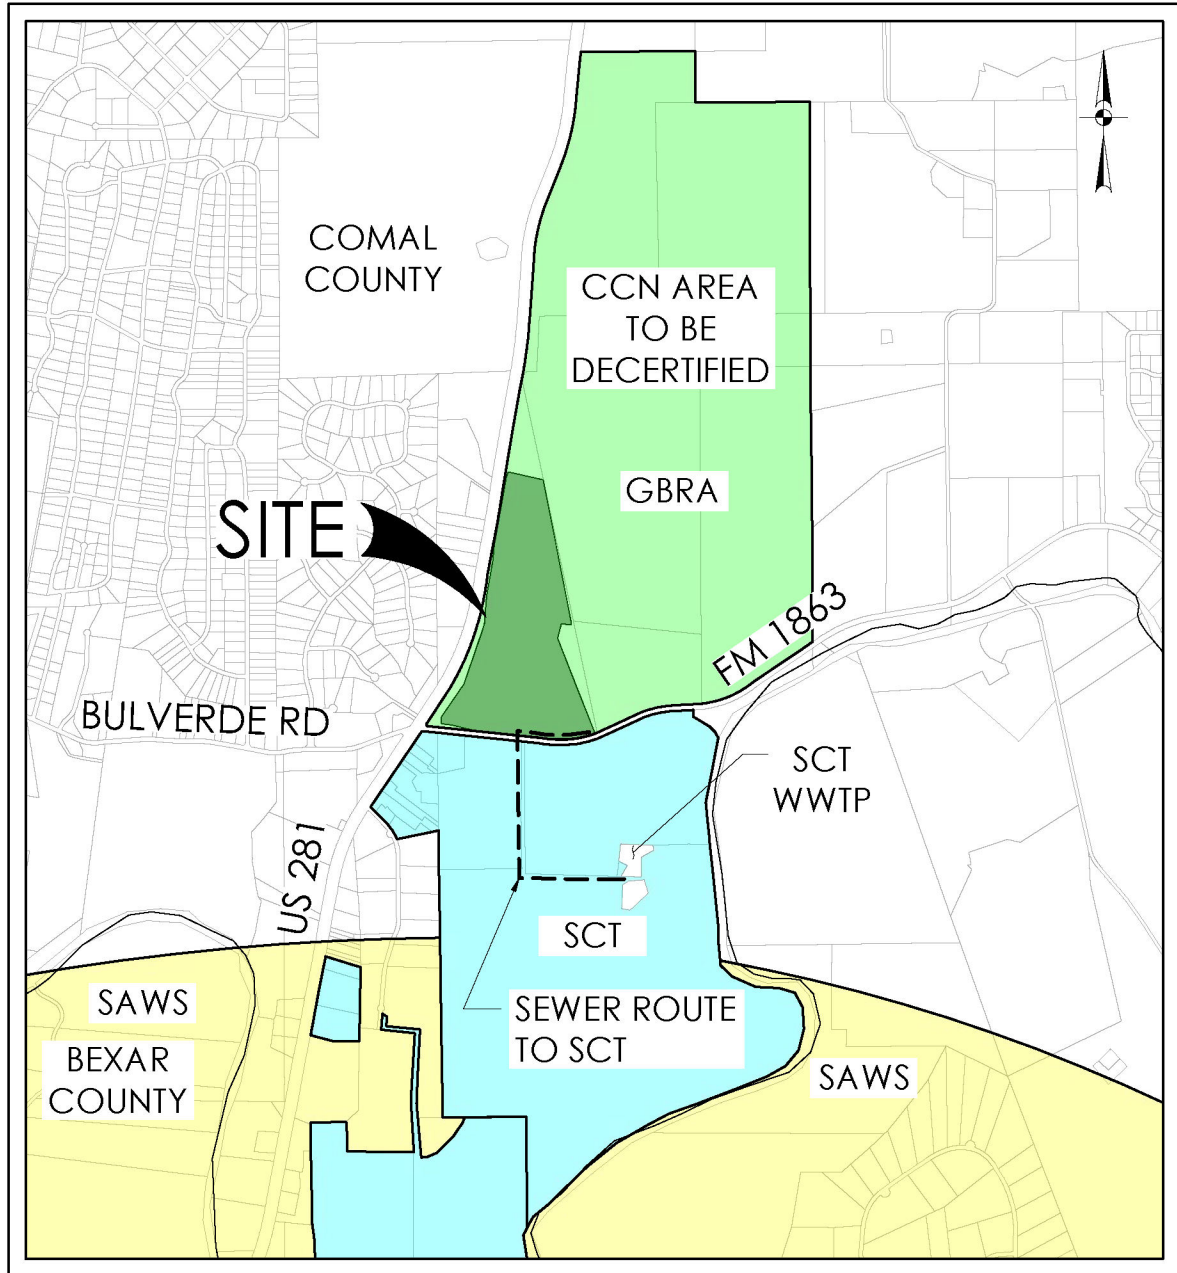 COMAL
COUNTY
CCN AREA
TO BE
DECERTIFIED
GBRA
SITE
FM 1863
BULVERDE RD
SCT
WWTP
US 281
SCT
SAWS
SEWER ROUTE
TO SCT
BEXAR
COUNTY
SAWS